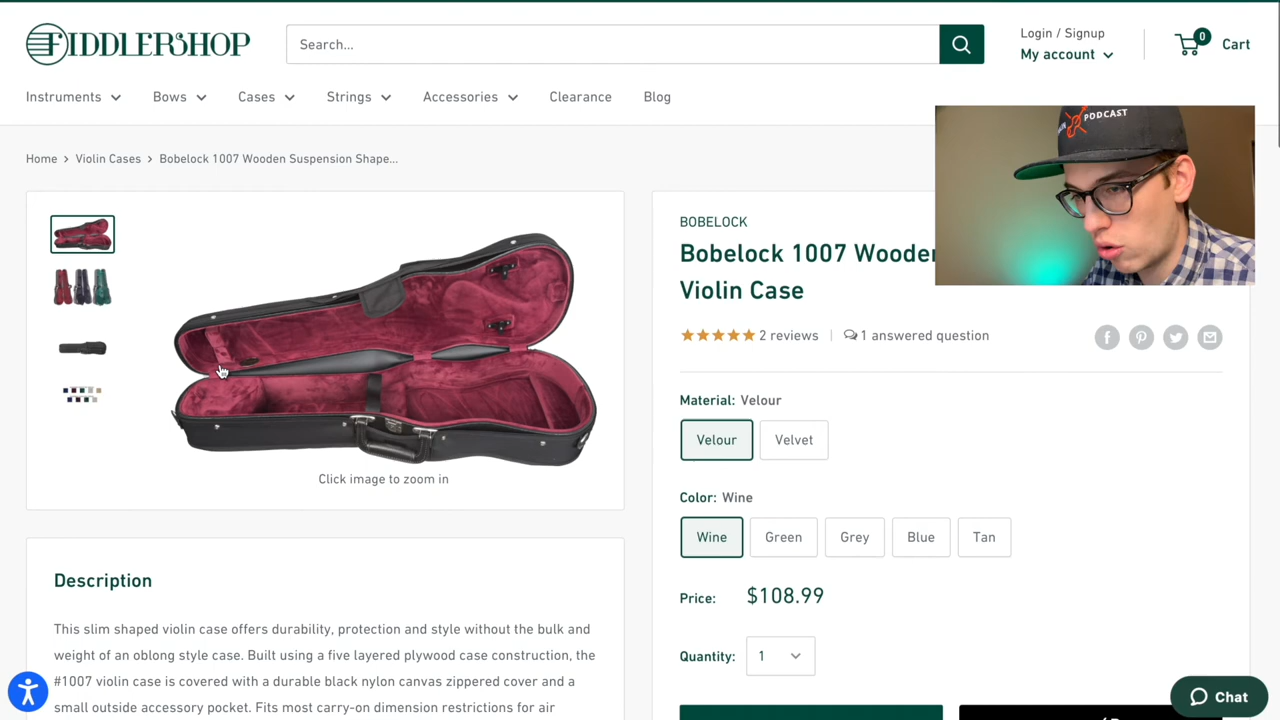 FIDDLERSHOP
Search...
Login / Signup
My account
0
Cart
Instruments
Bows
Cases
Strings
Accessories
Clearance
Blog
PODCAST
Home > Violin Cases > Bobelock 1007 Wooden Suspension Shape...
Click image to zoom in
BOBELOCK
Bobelock 1007 Wooden
Violin Case
2 reviews
1 answered question
Material: Velour
Velour
Velvet
Color: Wine
Wine
Green
Grey
Blue
Tan
Price: $108.99
Quantity: 1
Description
This slim shaped violin case offers durability, protection and style without the bulk and
weight of an oblong style case. Built using a five layered plywood case construction, the
#1007 violin case is covered with a durable black nylon canvas zippered cover and a
small outside accessory pocket. Fits most carry-on dimension restrictions for air
Chat